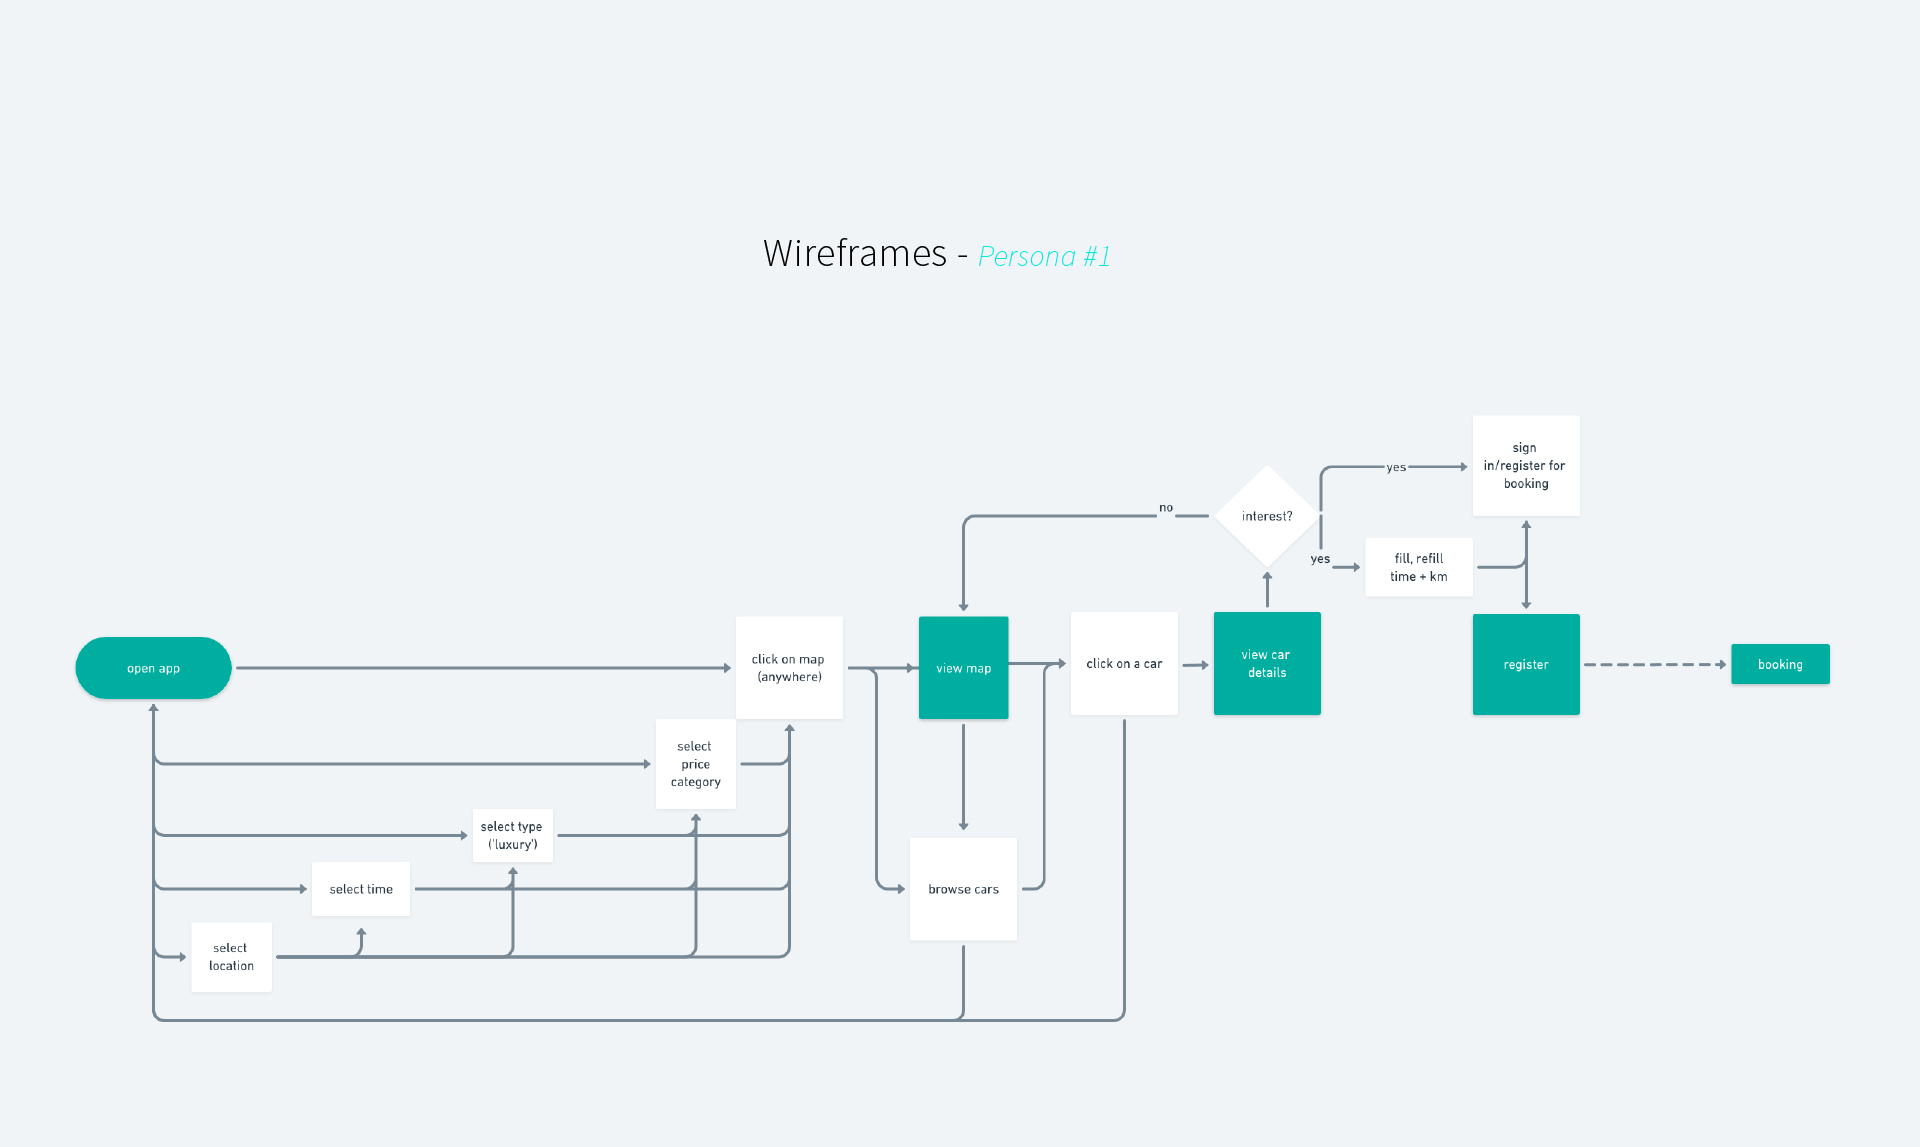 Wireframes - Persona #1
sign
in/register for
booking
yes
no
interest?
yes
fill, refill
time + km
open app
click on map
(anywhere)
view map
click on a car
view car
details
register
booking
select
price
category
select type
('luxury')
select time
browse cars
select
location